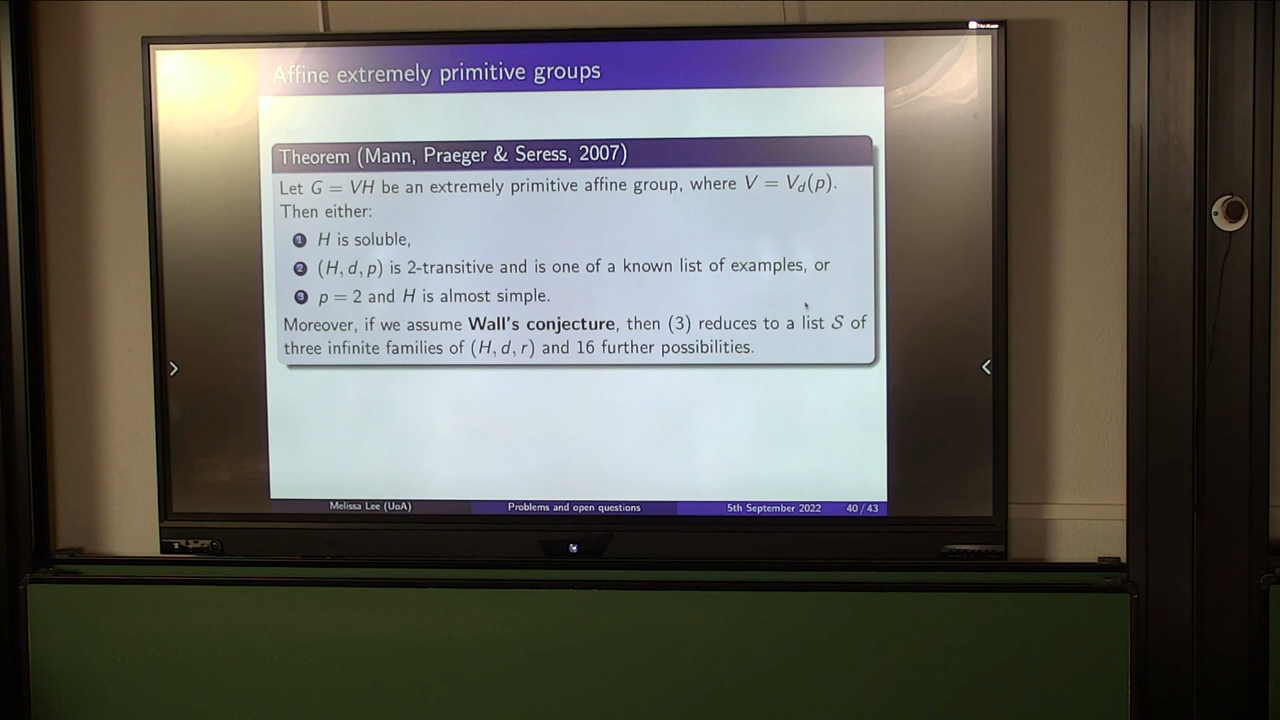 Affine extremely primitive groups
Theorem (Mann, Praeger & Seress, 2007)
Let G = VH be an extremely primitive affine group, where V = V_d(p).
Then either:
1 H is soluble,
2 (H, d, p) is 2-transitive and is one of a known list of examples, or
3 p = 2 and H is almost simple.
Moreover, if we assume Wall's conjecture, then (3) reduces to a list 𝒮 of
three infinite families of (H, d, r) and 16 further possibilities.
Melissa Lee (UoA) Problems and open questions 5th September 2022 40 / 43